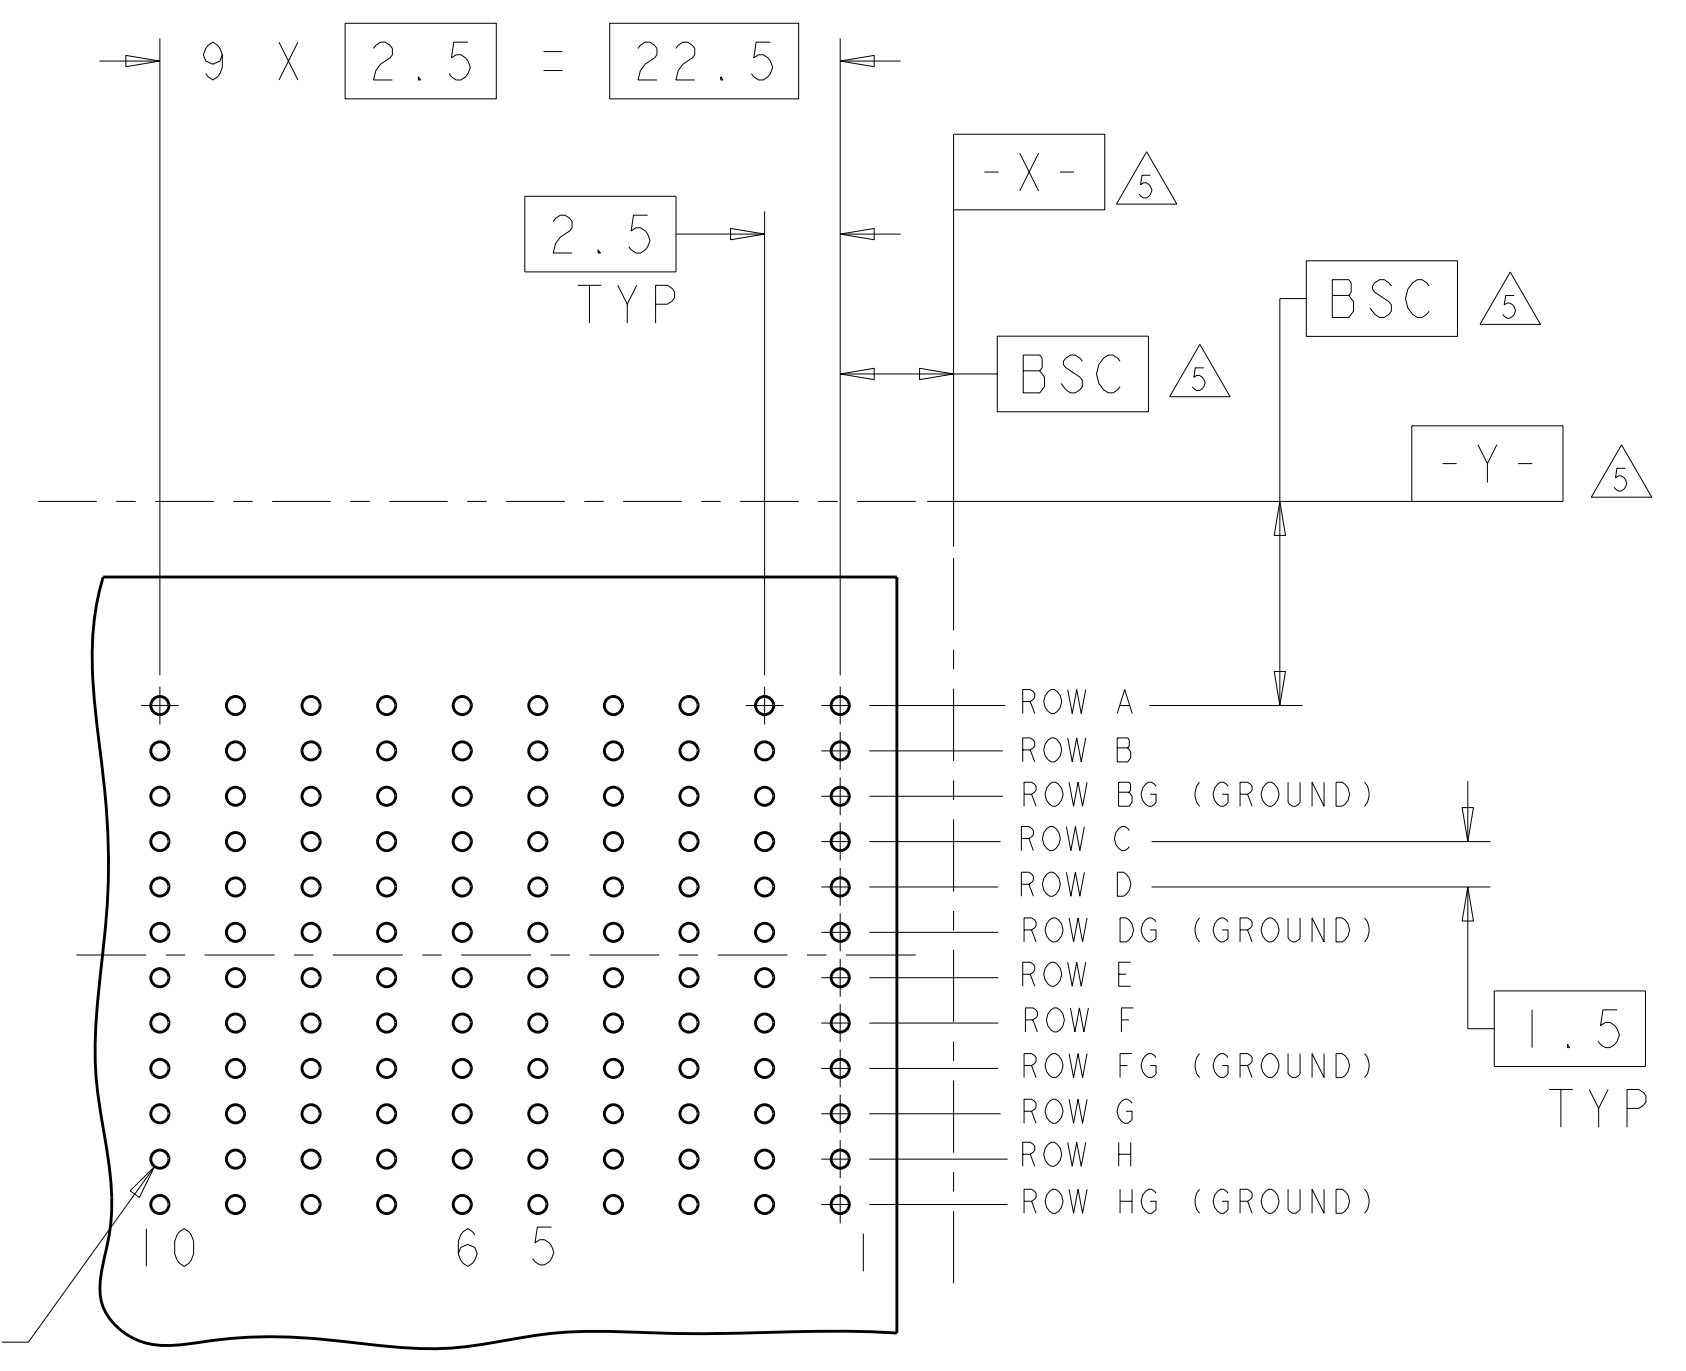 9 X 2.5 = 22.5
-X- 5
2.5
TYP
BSC 5
BSC 5
-Y- 5
ROW A
ROW B
ROW BG (GROUND)
ROW C
ROW D
ROW DG (GROUND)
ROW E
ROW F
1.5
TYP
ROW FG (GROUND)
ROW G
ROW H
ROW HG (GROUND)
10 6 5 1